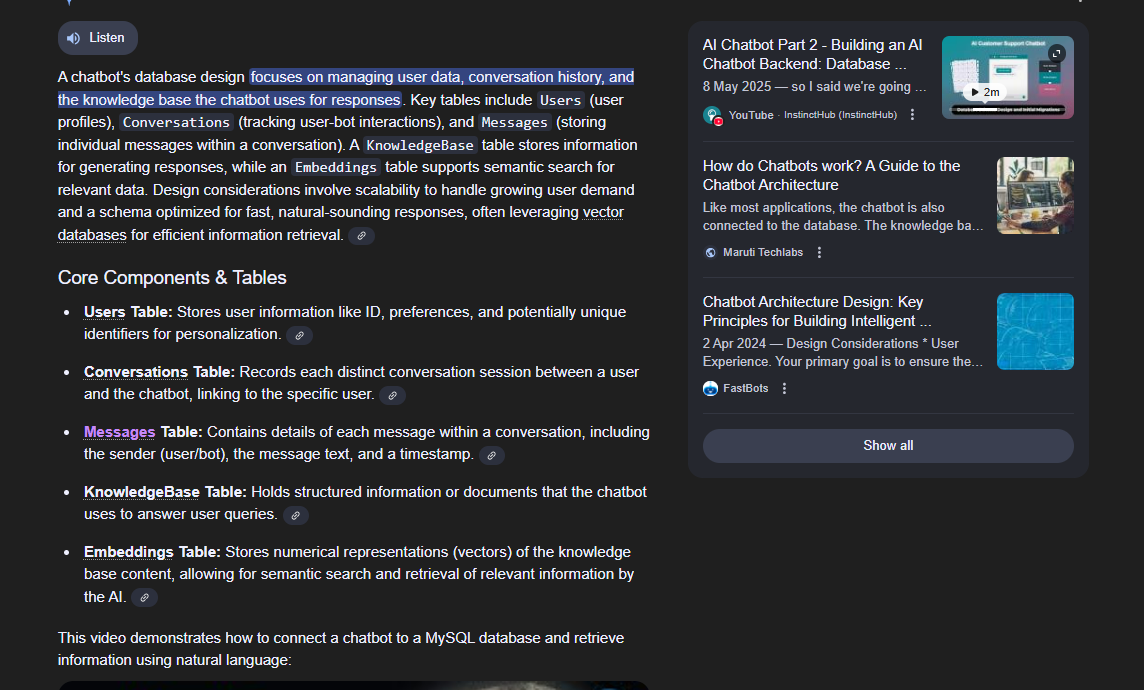 Listen
A chatbot's database design focuses on managing user data, conversation history, and
the knowledge base the chatbot uses for responses. Key tables include Users (user
profiles), Conversations (tracking user-bot interactions), and Messages (storing
individual messages within a conversation). A KnowledgeBase table stores information
for generating responses, while an Embeddings table supports semantic search for
relevant data. Design considerations involve scalability to handle growing user demand
and a schema optimized for fast, natural-sounding responses, often leveraging vector
databases for efficient information retrieval.
Core Components & Tables
• Users Table: Stores user information like ID, preferences, and potentially unique
identifiers for personalization.
• Conversations Table: Records each distinct conversation session between a user
and the chatbot, linking to the specific user.
• Messages Table: Contains details of each message within a conversation, including
the sender (user/bot), the message text, and a timestamp.
• KnowledgeBase Table: Holds structured information or documents that the chatbot
uses to answer user queries.
• Embeddings Table: Stores numerical representations (vectors) of the knowledge
base content, allowing for semantic search and retrieval of relevant information by
the AI.
This video demonstrates how to connect a chatbot to a MySQL database and retrieve
information using natural language:
AI Chatbot Part 2 - Building an AI
Chatbot Backend: Database ...
8 May 2025 — so I said we're going ...
YouTube · InstinctHub (InstinctHub)
AI Customer Support Chatbot
2m
How do Chatbots work? A Guide to the
Chatbot Architecture
Like most applications, the chatbot is also
connected to the database. The knowledge ba...
Maruti Techlabs
Chatbot Architecture Design: Key
Principles for Building Intelligent ...
2 Apr 2024 — Design Considerations * User
Experience. Your primary goal is to ensure the...
FastBots
Show all